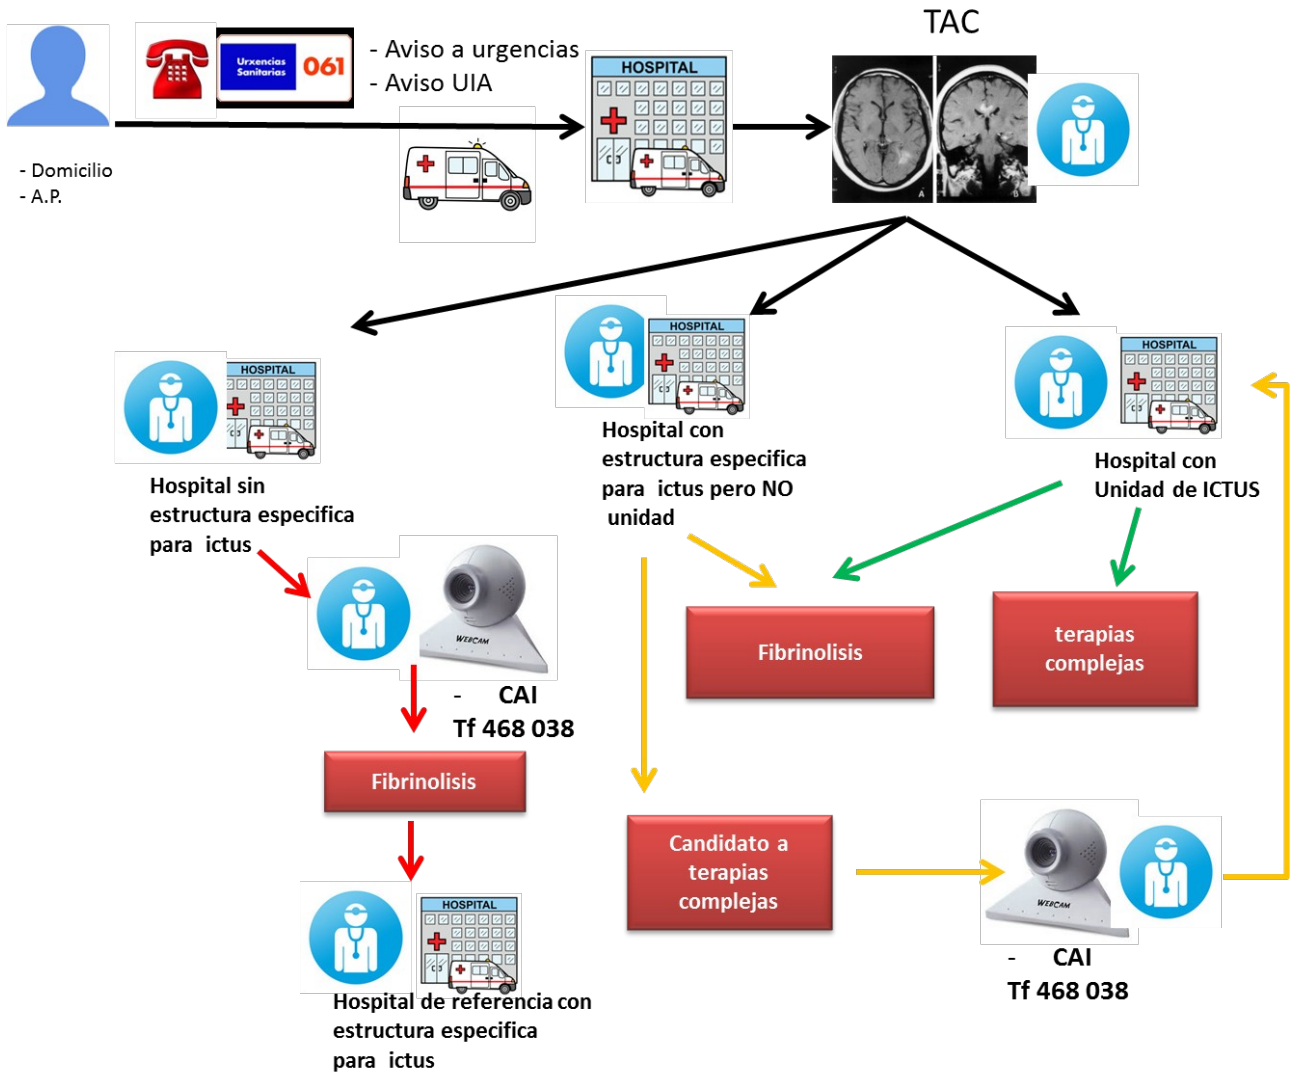 TAC
Urxencias
Sanitarias
061
- Aviso a urgencias
- Aviso UIA
HOSPITAL
- Domicilio
- A.P.
A
B
HOSPITAL
HOSPITAL
HOSPITAL
Hospital sin
estructura especifica
para ictus
Hospital con
estructura especifica
para ictus pero NO
unidad
Hospital con
Unidad de ICTUS
WEBCAM
- CAI
Tf 468 038
Fibrinolisis
terapias
complejas
Fibrinolisis
Candidato a
terapias
complejas
WEBCAM
- CAI
Tf 468 038
HOSPITAL
Hospital de referencia con
estructura especifica
para ictus